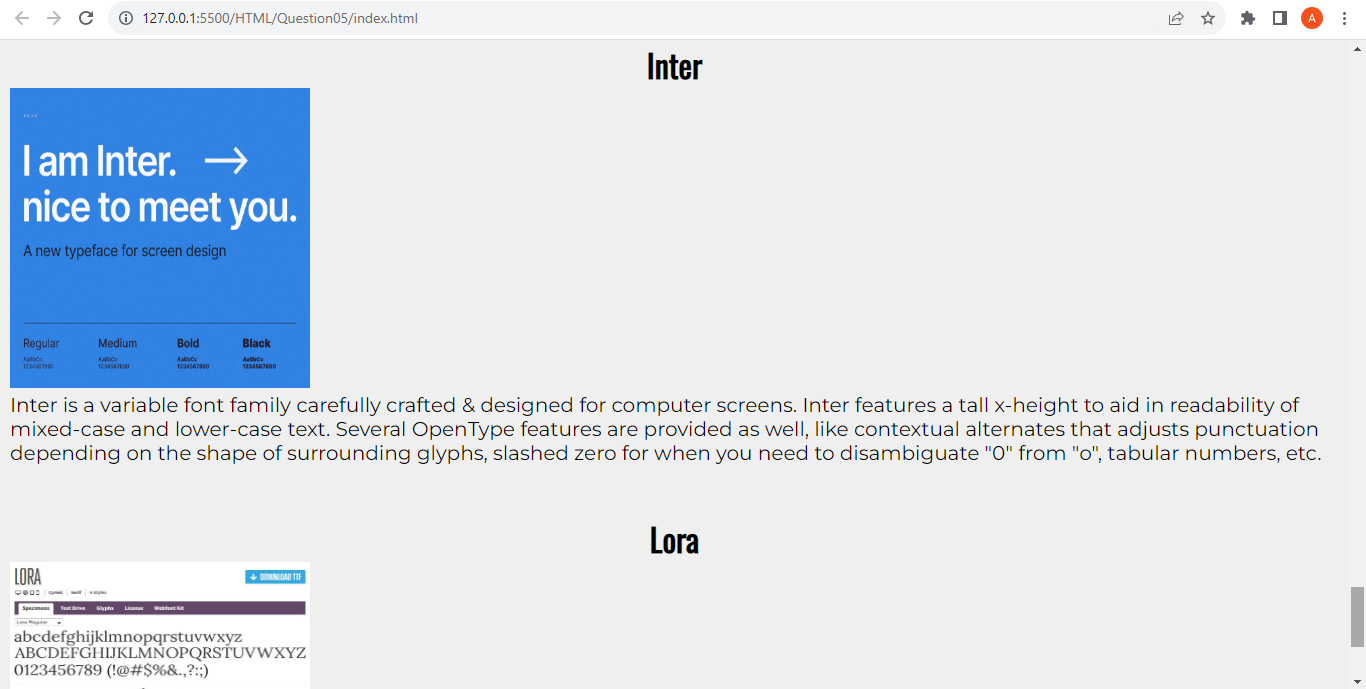 127.0.0.1:5500/HTML/Question05/index.html
A
Inter
I am Inter. →
nice to meet you.
A new typeface for screen design
Regular Medium Bold Black
AaBbCc AaBbCc AaBbCc AaBbCc
1234567890 1234567890 1234567890 1234567890
Inter is a variable font family carefully crafted & designed for computer screens. Inter features a tall x-height to aid in readability of
mixed-case and lower-case text. Several OpenType features are provided as well, like contextual alternates that adjusts punctuation
depending on the shape of surrounding glyphs, slashed zero for when you need to disambiguate "0" from "o", tabular numbers, etc.
Lora
LORA DOWNLOAD TTF
Cyrexl Serif 4 Styles
Specimens Test Drive Glyphs License Webfont Kit
Lora Regular
abcdefghijklmnopqrstuvwxyz
ABCDEFGHIJKLMNOPQRSTUVWXYZ
0123456789 (!@#$%&.,?:;)